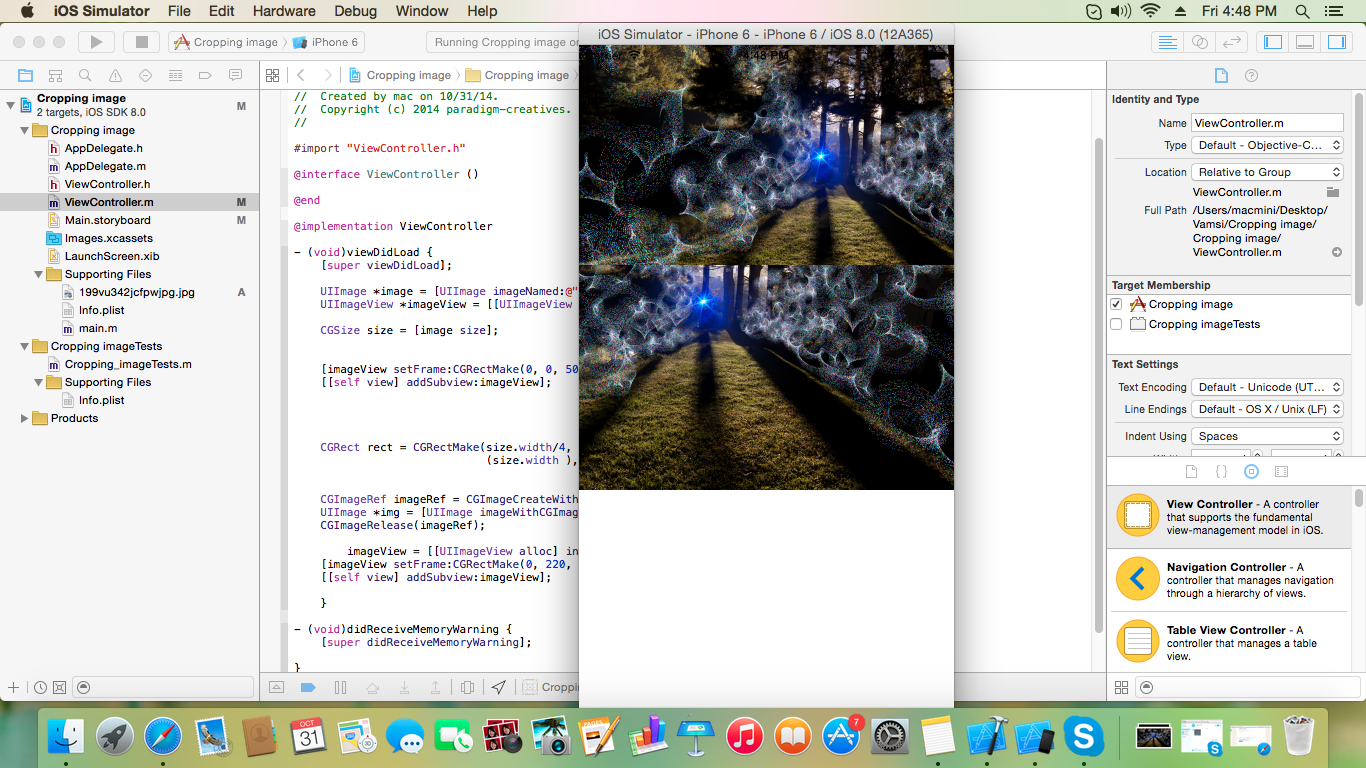 iOS Simulator File Edit Hardware Debug Window Help
Fri 4:48 PM
Cropping image
iPhone 6
Running Cropping image
iOS Simulator - iPhone 6 - iPhone 6 / iOS 8.0 (12A365)
Cropping image
Cropping image
Cropping image
M
2 targets, iOS SDK 8.0
Cropping image
AppDelegate.h
AppDelegate.m
ViewController.h
ViewController.m
M
Main.storyboard
M
Images.xcassets
LaunchScreen.xib
Supporting Files
199vu342jcfpwjpg.jpg
A
Info.plist
main.m
Cropping imageTests
Cropping_imageTests.m
Supporting Files
Info.plist
Products
// Created by mac on 10/31/14.
// Copyright (c) 2014 paradigm-creatives.
//
#import "ViewController.h"
@interface ViewController ()
@end
@implementation ViewController
- (void)viewDidLoad {
[super viewDidLoad];
UIImage *image = [UIImage imageNamed:@"
UIImageView *imageView = [[UIImageView
CGSize size = [image size];
[imageView setFrame:CGRectMake(0, 0, 50
[[self view] addSubview:imageView];
CGRect rect = CGRectMake(size.width/4,
(size.width ),
CGImageRef imageRef = CGImageCreateWith
UIImage *img = [UIImage imageWithCGImag
CGImageRelease(imageRef);
imageView = [[UIImageView alloc] in
[imageView setFrame:CGRectMake(0, 220,
[[self view] addSubview:imageView];
}
- (void)didReceiveMemoryWarning {
[super didReceiveMemoryWarning];
}
Croppin
Identity and Type
Name ViewController.m
Type Default - Objective-C...
Location Relative to Group
ViewController.m
Full Path /Users/macmini/Desktop/
Vamsi/Cropping image/
Cropping image/
ViewController.m
Target Membership
Cropping image
Cropping imageTests
Text Settings
Text Encoding Default - Unicode (UT...
Line Endings Default - OS X / Unix (LF)
Indent Using Spaces
View Controller - A controller
that supports the fundamental
view-management model in iOS.
Navigation Controller - A
controller that manages navigation
through a hierarchy of views.
Table View Controller - A
controller that manages a table
view.
OCT
31
PAGES
7